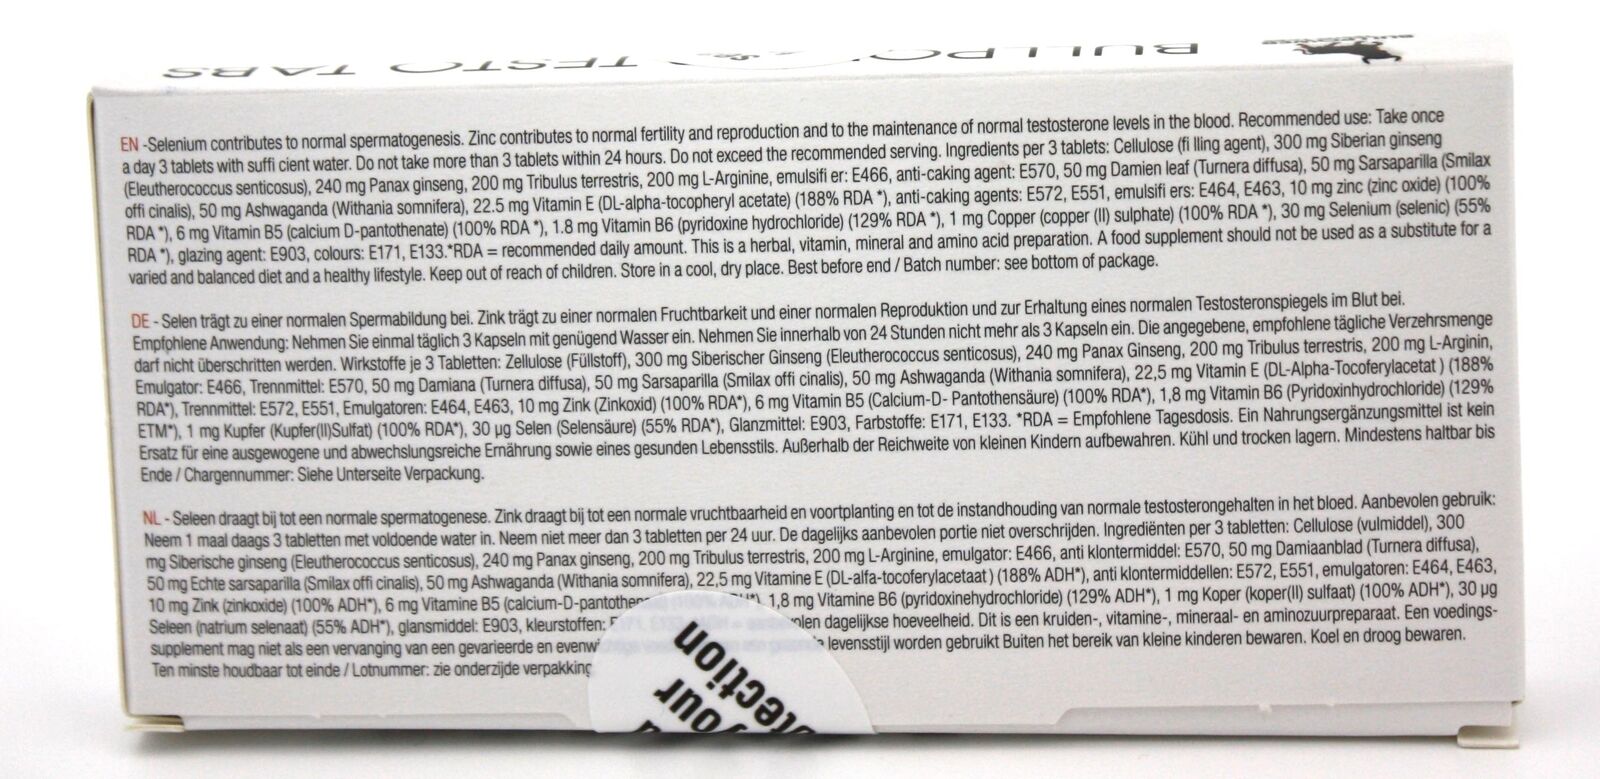 BULLPO TESTO TABS
EN -Selenium contributes to normal spermatogenesis. Zinc contributes to normal fertility and reproduction and to the maintenance of normal testosterone levels in the blood. Recommended use: Take once
a day 3 tablets with suffi cient water. Do not take more than 3 tablets within 24 hours. Do not exceed the recommended serving. Ingredients per 3 tablets: Cellulose (fi lling agent), 300 mg Siberian ginseng
(Eleutherococcus senticosus), 240 mg Panax ginseng, 200 mg Tribulus terrestris, 200 mg L-Arginine, emulsifi er: E466, anti-caking agent: E570, 50 mg Damien leaf (Turnera diffusa), 50 mg Sarsaparilla (Smilax
offi cinalis), 50 mg Ashwaganda (Withania somnifera), 22.5 mg Vitamin E (DL-alpha-tocopheryl acetate) (188% RDA *), anti-caking agents: E572, E551, emulsifi ers: E464, E463, 10 mg zinc (zinc oxide) (100%
RDA *), 6 mg Vitamin B5 (calcium D-pantothenate) (100% RDA *), 1.8 mg Vitamin B6 (pyridoxine hydrochloride) (129% RDA *), 1 mg Copper (copper (II) sulphate) (100% RDA *), 30 mg Selenium (selenic) (55%
RDA *), glazing agent: E903, colours: E171, E133.*RDA = recommended daily amount. This is a herbal, vitamin, mineral and amino acid preparation. A food supplement should not be used as a substitute for a
varied and balanced diet and a healthy lifestyle. Keep out of reach of children. Store in a cool, dry place. Best before end / Batch number: see bottom of package.
DE - Selen trägt zu einer normalen Spermabildung bei. Zink trägt zu einer normalen Fruchtbarkeit und einer normalen Reproduktion und zur Erhaltung eines normalen Testosteronspiegels im Blut bei.
Empfohlene Anwendung: Nehmen Sie einmal täglich 3 Kapseln mit genügend Wasser ein. Nehmen Sie innerhalb von 24 Stunden nicht mehr als 3 Kapseln ein. Die angegebene, empfohlene tägliche Verzehrsmenge
darf nicht überschritten werden. Wirkstoffe je 3 Tabletten: Zellulose (Füllstoff), 300 mg Siberischer Ginseng (Eleutherococcus senticosus), 240 mg Panax Ginseng, 200 mg Tribulus terrestris, 200 mg L-Arginin,
Emulgator: E466, Trennmittel: E570, 50 mg Damiana (Turnera diffusa), 50 mg Sarsaparilla (Smilax offi cinalis), 50 mg Ashwaganda (Withania somnifera), 22,5 mg Vitamin E (DL-Alpha-Tocoferylacetat ) (188%
RDA*), Trennmittel: E572, E551, Emulgatoren: E464, E463, 10 mg Zink (Zinkoxid) (100% RDA*), 6 mg Vitamin B5 (Calcium-D- Pantothensäure) (100% RDA*), 1,8 mg Vitamin B6 (Pyridoxinhydrochloride) (129%
ETM*), 1 mg Kupfer (Kupfer(II)Sulfat) (100% RDA*), 30 µg Selen (Selensäure) (55% RDA*), Glanzmittel: E903, Farbstoffe: E171, E133. *RDA = Empfohlene Tagesdosis. Ein Nahrungsergänzungsmittel ist kein
Ersatz für eine ausgewogene und abwechslungsreiche Ernährung sowie eines gesunden Lebensstils. Außerhalb der Reichweite von kleinen Kindern aufbewahren. Kühl und trocken lagern. Mindestens haltbar bis
Ende / Chargennummer: Siehe Unterseite Verpackung.
NL - Seleen draagt bij tot een normale spermatogenese. Zink draagt bij tot een normale vruchtbaarheid en voortplanting en tot de instandhouding van normale testosterongehalten in het bloed. Aanbevolen gebruik:
Neem 1 maal daags 3 tabletten met voldoende water in. Neem niet meer dan 3 tabletten per 24 uur. De dagelijks aanbevolen portie niet overschrijden. Ingrediënten per 3 tabletten: Cellulose (vulmiddel), 300
mg Siberische ginseng (Eleutherococcus senticosus), 240 mg Panax ginseng, 200 mg Tribulus terrestris, 200 mg L-Arginine, emulgator: E466, anti klontermiddel: E570, 50 mg Damiaanblad (Turnera diffusa),
50 mg Echte sarsaparilla (Smilax offi cinalis), 50 mg Ashwaganda (Withania somnifera), 22,5 mg Vitamine E (DL-alfa-tocoferylacetaat ) (188% ADH*), anti klontermiddellen: E572, E551, emulgatoren: E464, E463,
10 mg Zink (zinkoxide) (100% ADH*), 6 mg Vitamine B5 (calcium-D-pantothen (100% ADH*), 1,8 mg Vitamine B6 (pyridoxinehydrochloride) (129% ADH*), 1 mg Koper (koper(II) sulfaat) (100% ADH*), 30 µg
Seleen (natrium selenaat) (55% ADH*), glansmiddel: E903, kleurstoffen: E171, E133. *ADH = aanbevolen dagelijkse hoeveelheid. Dit is een kruiden-, vitamine-, mineraal- en aminozuurpreparaat. Een voedings-
supplement mag niet als een vervanging van een gevarieerde en evenwichtige voeding en een gezonde levensstijl worden gebruikt Buiten het bereik van kleine kinderen bewaren. Koel en droog bewaren.
Ten minste houdbaar tot einde / Lotnummer: zie onderzijde verpakking
your
otection